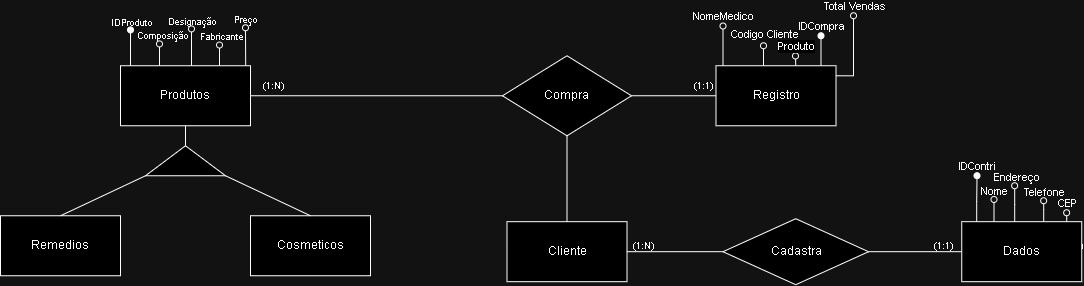 Total Vendas
NomeMedico
IDCompra
Codigo Cliente
Produto
IDProduto
Designação
Preço
Composição
Fabricante
Produtos
(1:N)
Compra
(1:1)
Registro
Remedios
Cosmeticos
Cliente
(1:N)
Cadastra
(1:1)
Dados
IDContri
Endereço
Nome
Telefone
CEP